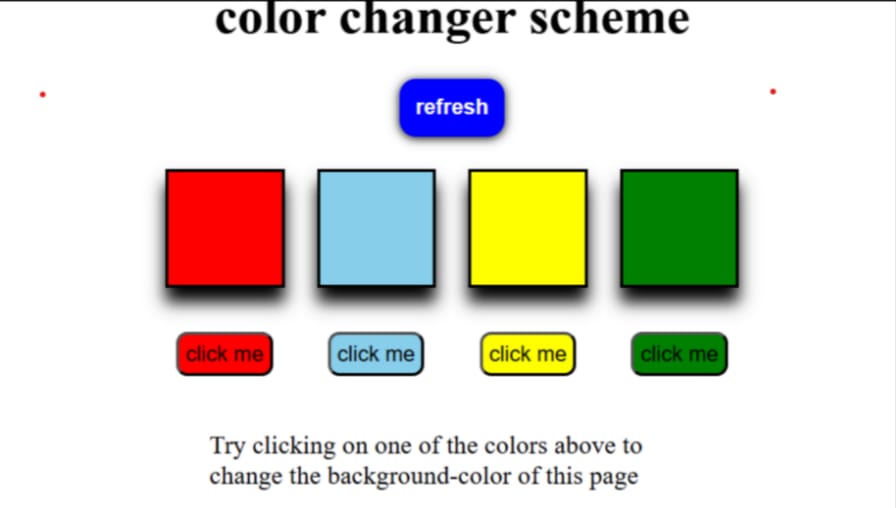 color changer scheme
refresh
click me click me click me click me
Try clicking on one of the colors above to
change the background-color of this page